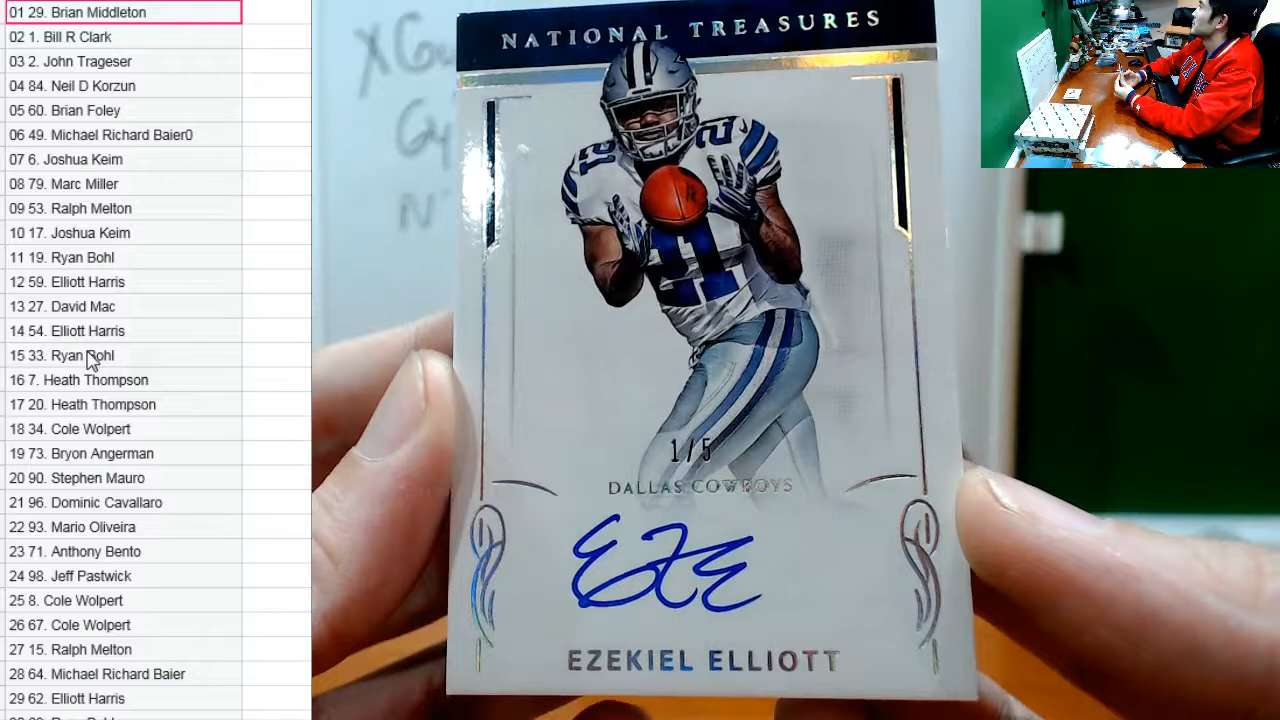 01 29. Brian Middleton
02 1. Bill R Clark
03 2. John Trageser
04 84. Neil D Korzun
05 60. Brian Foley
06 49. Michael Richard Baier0
07 6. Joshua Keim
08 79. Marc Miller
09 53. Ralph Melton
10 17. Joshua Keim
11 19. Ryan Bohl
12 59. Elliott Harris
13 27. David Mac
14 54. Elliott Harris
15 33. Ryan Bohl
16 7. Heath Thompson
17 20. Heath Thompson
18 34. Cole Wolpert
19 73. Bryon Angerman
20 90. Stephen Mauro
21 96. Dominic Cavallaro
22 93. Mario Oliveira
23 71. Anthony Bento
24 98. Jeff Pastwick
25 8. Cole Wolpert
26 67. Cole Wolpert
27 15. Ralph Melton
28 64. Michael Richard Baier
29 62. Elliott Harris
NATIONAL TREASURES
21
21
21
1/5
DALLAS COWBOYS
EZEKIEL ELLIOTT